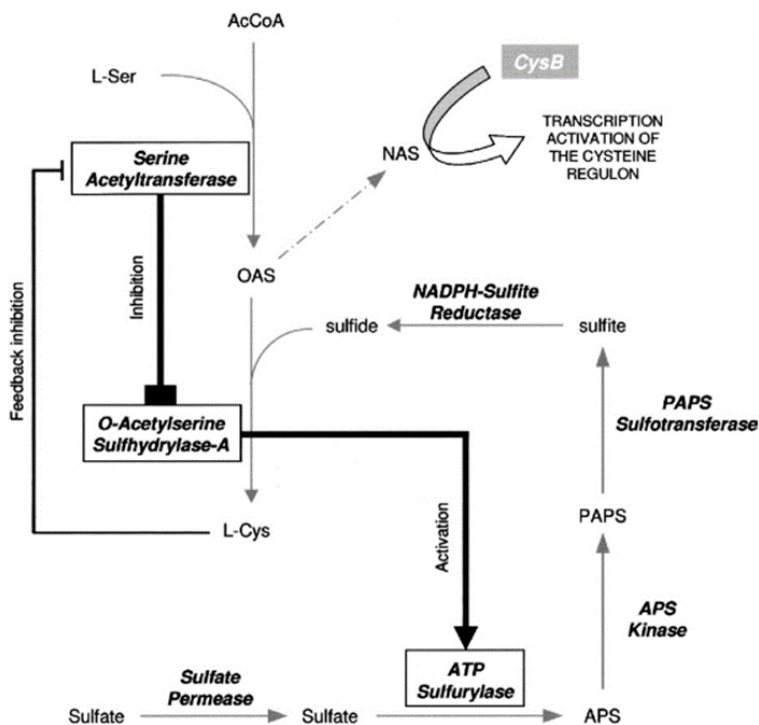 AcCoA
L-Ser
CysB
NAS
TRANSCRIPTION
ACTIVATION OF
THE CYSTEINE
REGULON
Serine
Acetyltransferase
OAS
Inhibition
Feedback inhibition
NADPH-Sulfite
Reductase
sulfide
sulfite
O-Acetylserine
Sulfhydrylase-A
PAPS
Sulfotransferase
L-Cys
Activation
PAPS
APS
Kinase
ATP
Sulfurylase
Sulfate
Permease
Sulfate
Sulfate
APS